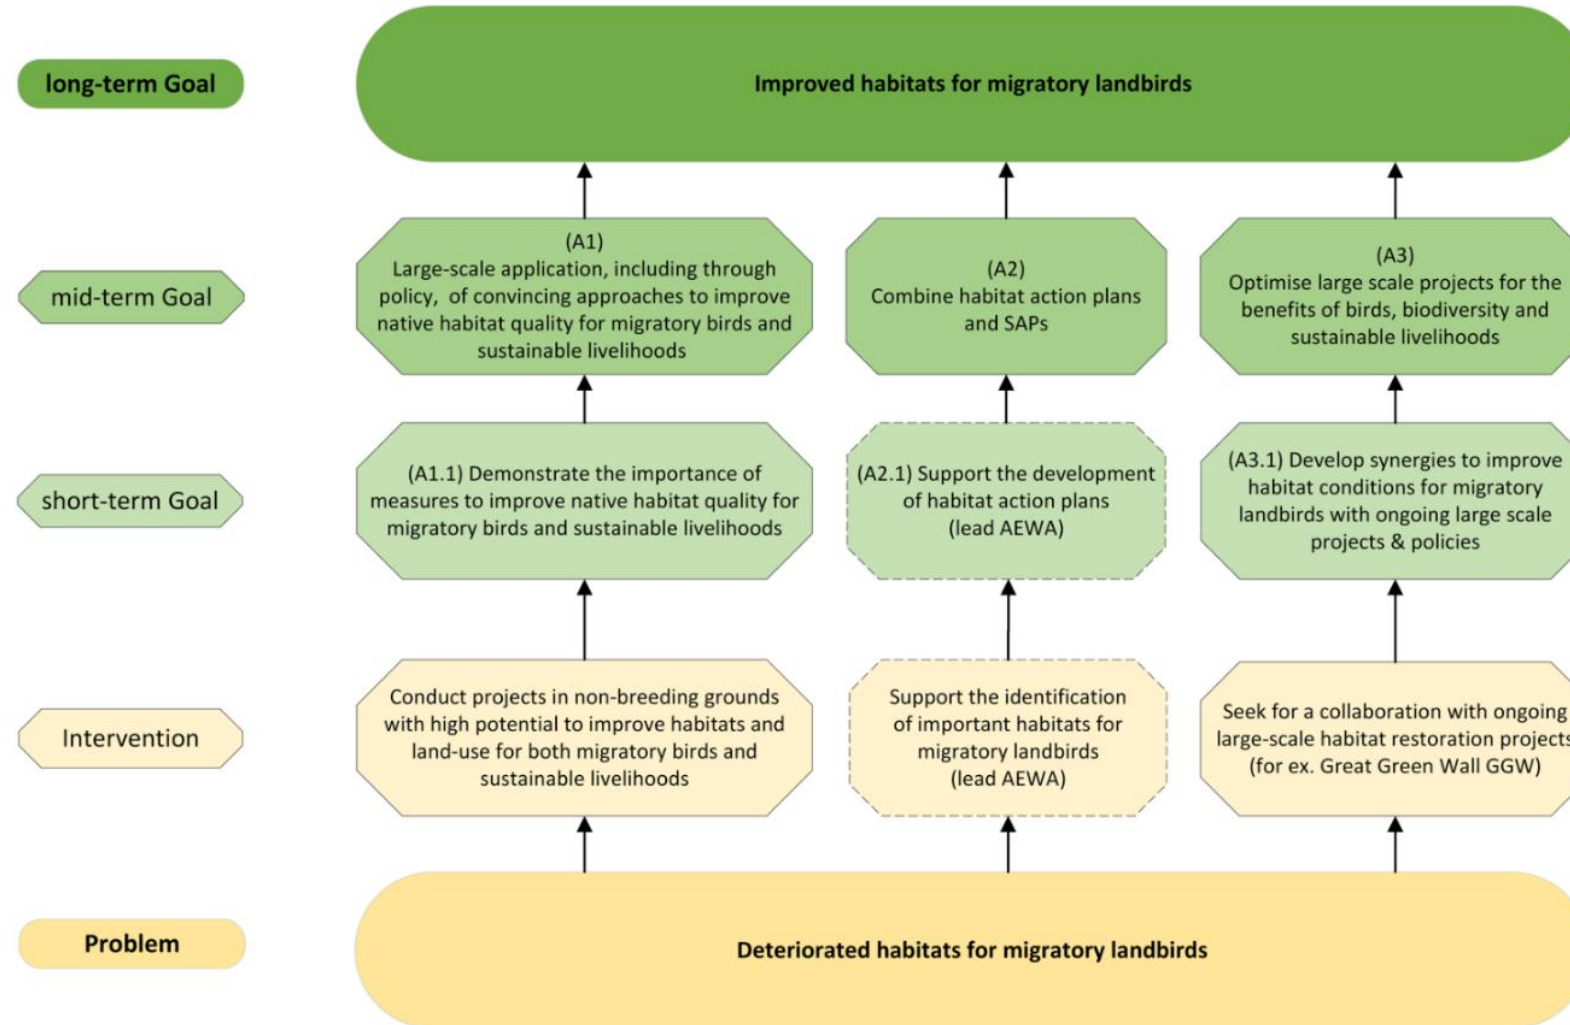 long-term Goal
Improved habitats for migratory landbirds
mid-term Goal
(A1)
Large-scale application, including through
policy, of convincing approaches to improve
native habitat quality for migratory birds and
sustainable livelihoods
(A2)
Combine habitat action plans
and SAPs
(A3)
Optimise large scale projects for the
benefits of birds, biodiversity and
sustainable livelihoods
short-term Goal
(A1.1) Demonstrate the importance of
measures to improve native habitat quality for
migratory birds and sustainable livelihoods
(A2.1) Support the development
of habitat action plans
(lead AEWA)
(A3.1) Develop synergies to improve
habitat conditions for migratory
landbirds with ongoing large scale
projects & policies
Intervention
Conduct projects in non-breeding grounds
with high potential to improve habitats and
land-use for both migratory birds and
sustainable livelihoods
Support the identification
of important habitats for
migratory landbirds
(lead AEWA)
Seek for a collaboration with ongoing
large-scale habitat restoration projects
(for ex. Great Green Wall GGW)
Problem
Deteriorated habitats for migratory landbirds